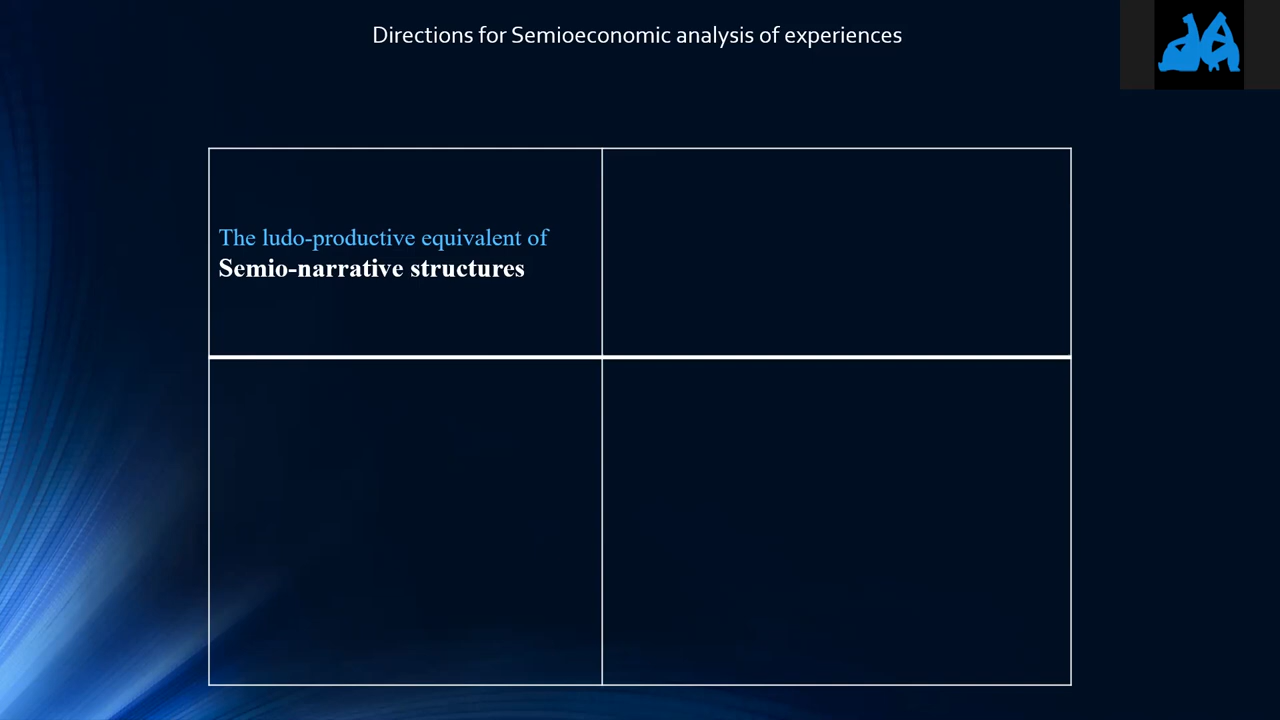 Directions for Semioeconomic analysis of experiences
The ludo-productive equivalent of
Semio-narrative structures